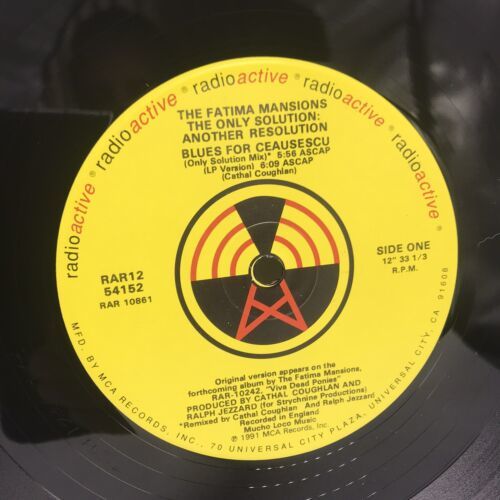 radioactive • radioactive • radioactive • radioactive
THE FATIMA MANSIONS
THE ONLY SOLUTION:
ANOTHER RESOLUTION
BLUES FOR CEAUSESCU
(Only Solution Mix)* 5:56 ASCAP
(LP Version) 6:09 ASCAP
(Cathal Coughlan)
RAR12
54152
RAR 10861
SIDE ONE
12" 33 1/3
R.P.M.
Original version appears on the
forthcoming album by The Fatima Mansions,
RAR-10242, "Viva Dead Ponies"
PRODUCED BY CATHAL COUGHLAN AND
RALPH JEZZARD (for Strychnine Productions)
*Remixed by Cathal Coughlan And Ralph Jezzard
Recorded in England
Mucho Loco Music
℗ 1991 MCA Records, Inc.
MFD. BY MCA RECORDS, INC., 70 UNIVERSAL CITY PLAZA, UNIVERSAL CITY, CA. 91608